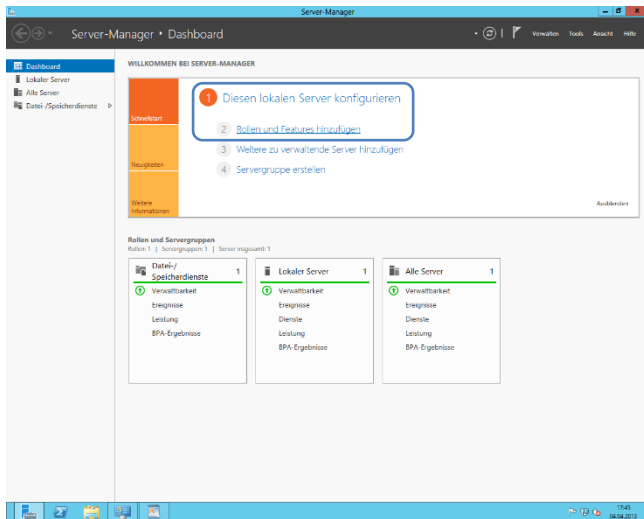 Server-Manager
Server-Manager • Dashboard
Verwalten Tools Ansicht Hilfe
Dashboard
Lokaler Server
Alle Server
Datei-/Speicherdienste
WILLKOMMEN BEI SERVER-MANAGER
Schnellstart
Neuigkeiten
Weitere
Informationen
1 Diesen lokalen Server konfigurieren
2 Rollen und Features hinzufügen
3 Weitere zu verwaltende Server hinzufügen
4 Servergruppe erstellen
Ausblenden
Rollen und Servergruppen
Rollen: 1 | Servergruppen: 1 | Server insgesamt: 1
Datei-/
Speicherdienste 1
Verwaltbarkeit
Ereignisse
Leistung
BPA-Ergebnisse
Lokaler Server 1
Verwaltbarkeit
Ereignisse
Dienste
Leistung
BPA-Ergebnisse
Alle Server 1
Verwaltbarkeit
Ereignisse
Dienste
Leistung
BPA-Ergebnisse
17:45
04.04.2013